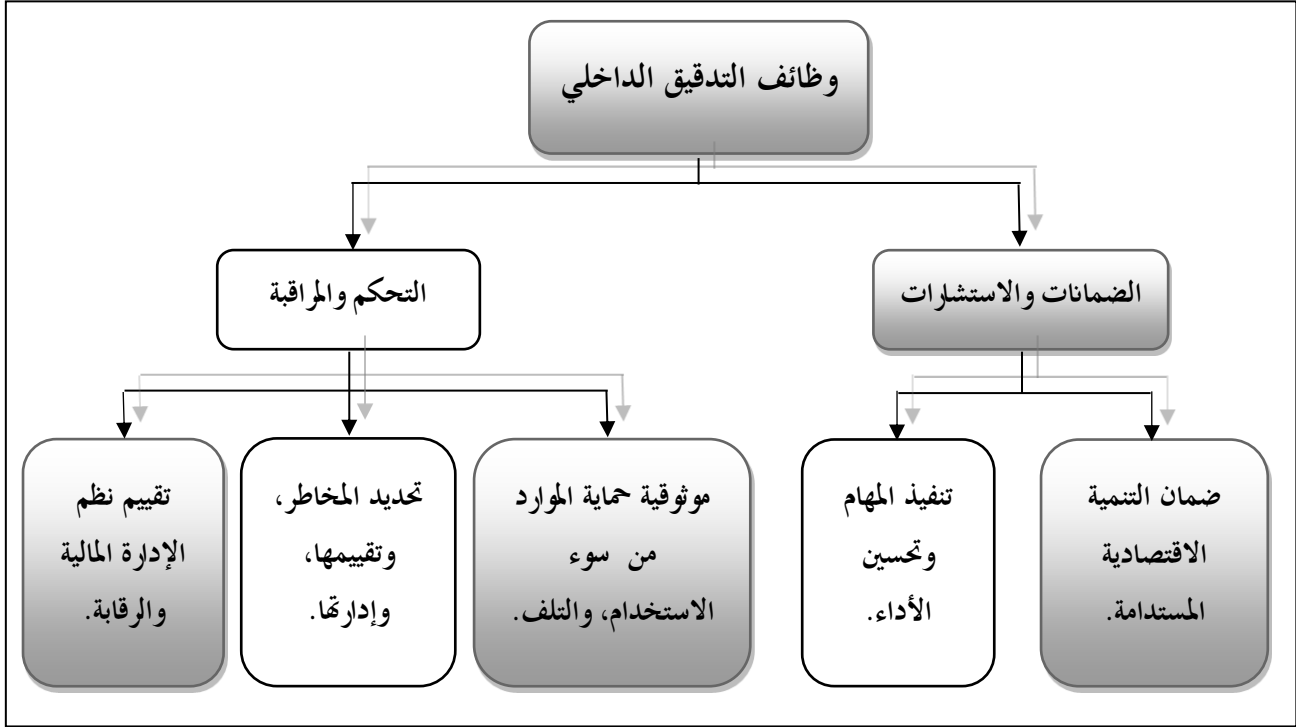 وظائف التدقيق الداخلي
الضمانات والاستشارات
التحكم والمراقبة
ضمان التنمية
الاقتصادية
المستدامة.
تنفيذ المهام
وتحسين
الأداء.
موثوقية حماية الموارد
من سوء
الاستخدام، والتلف.
تحديد المخاطر،
وتقييمها،
وإدارتها.
تقييم نظم
الإدارة المالية
والرقابة.